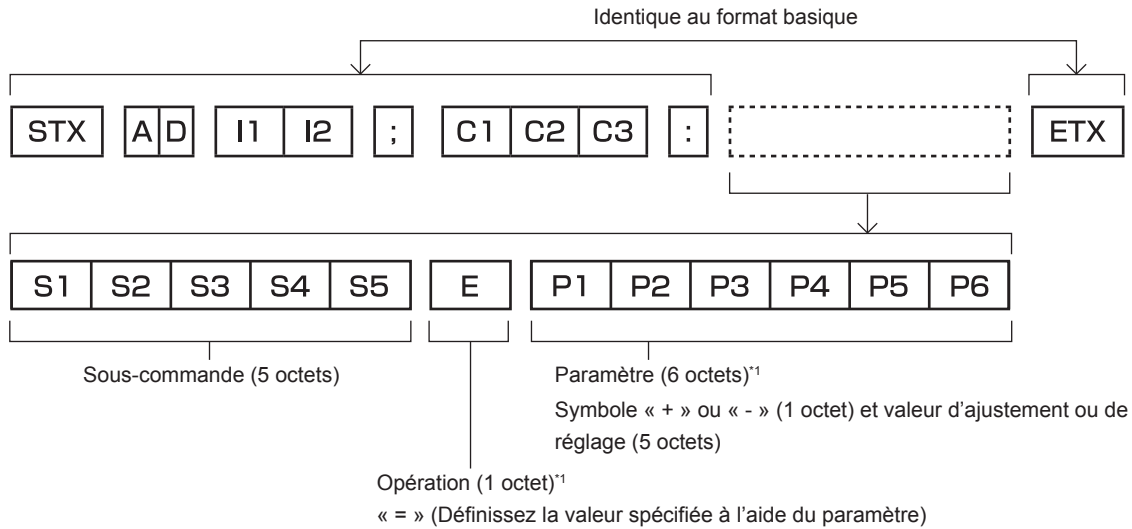 Identique au format basique
STX A D I1 I2 ; C1 C2 C3 : ETX
S1 S2 S3 S4 S5 E P1 P2 P3 P4 P5 P6
Sous-commande (5 octets)
Paramètre (6 octets)*1
Symbole « + » ou « - » (1 octet) et valeur d'ajustement ou de
réglage (5 octets)
Opération (1 octet)*1
« = » (Définissez la valeur spécifiée à l'aide du paramètre)